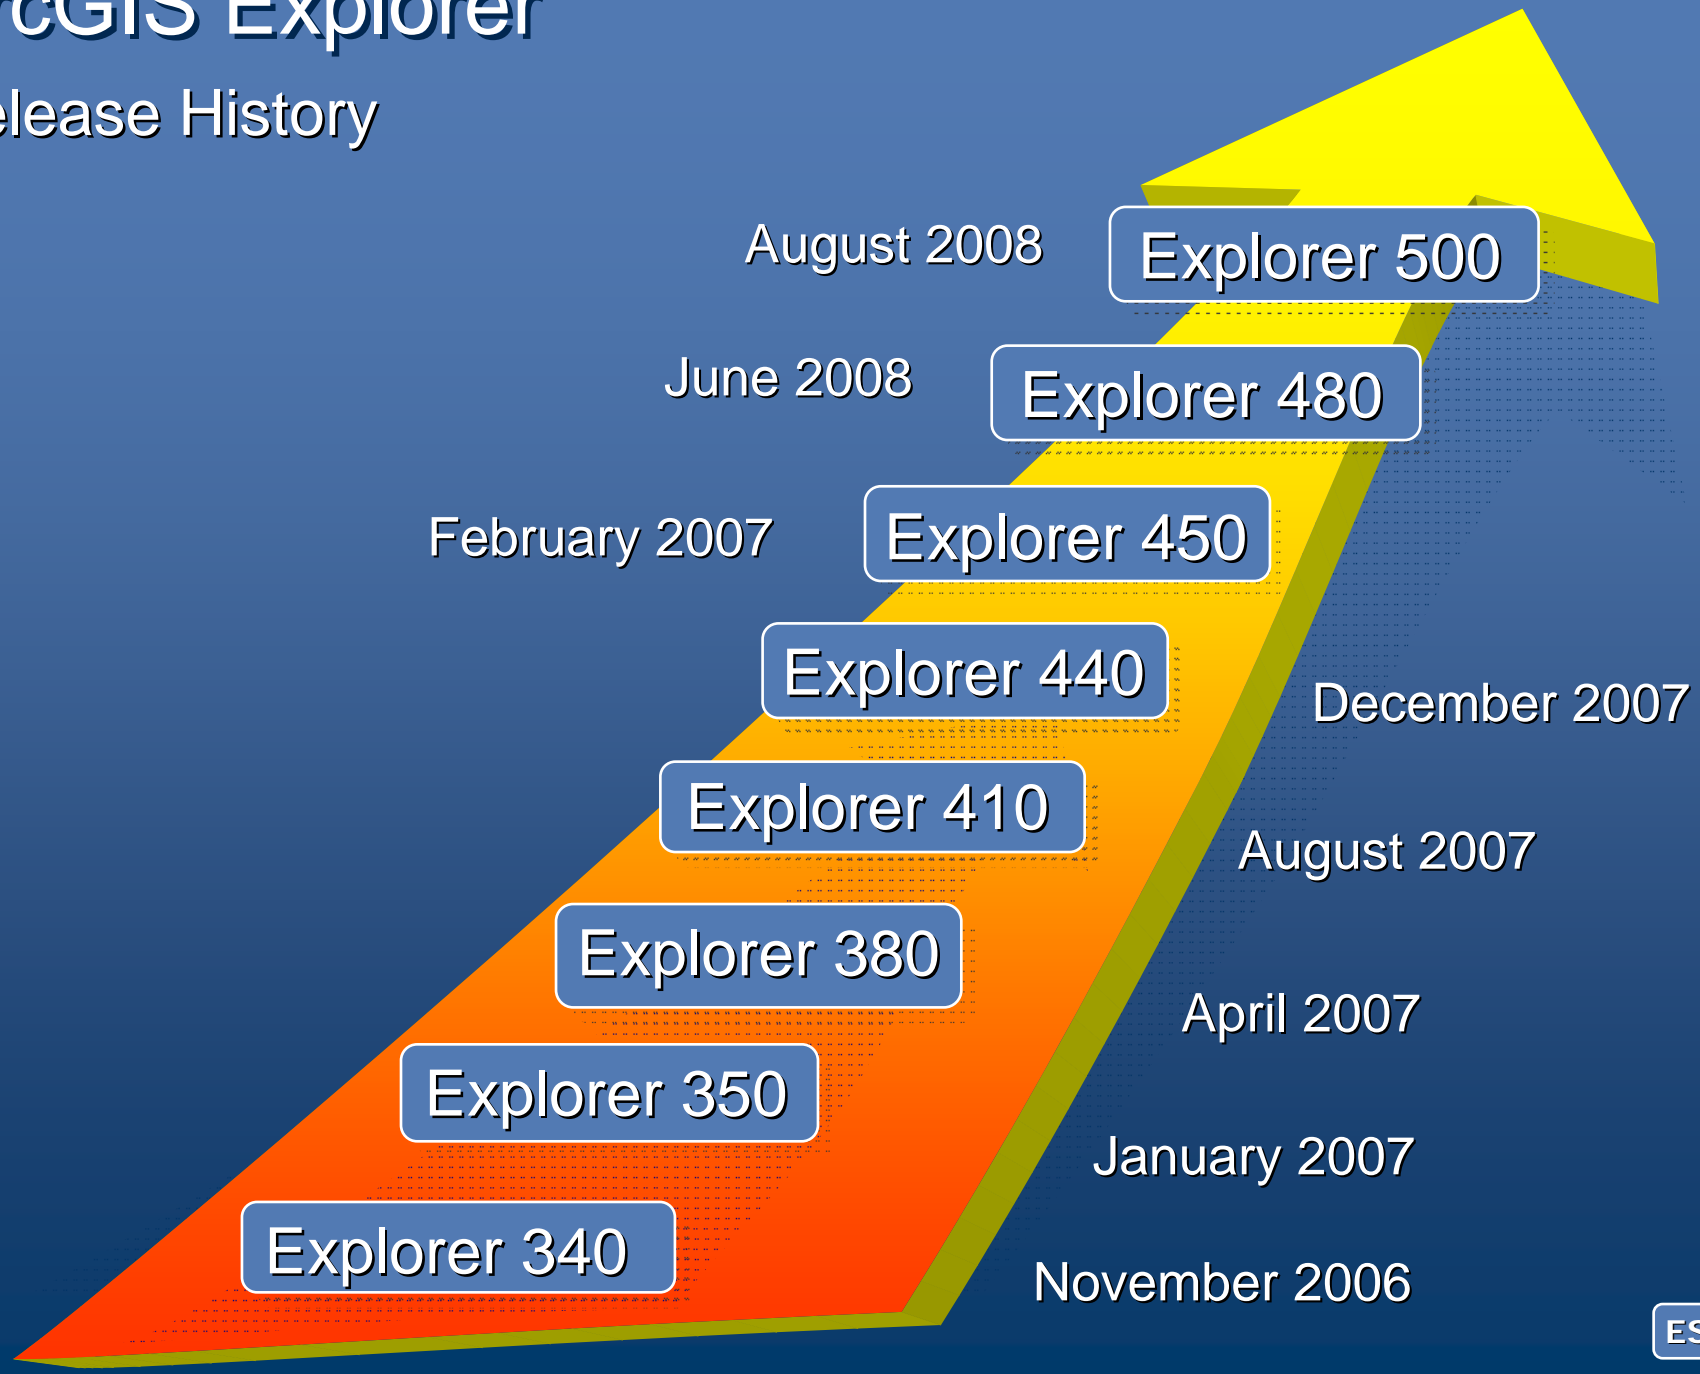 rcGIS Explorer
elease History
August 2008
Explorer 500
June 2008
Explorer 480
February 2007
Explorer 450
Explorer 440
December 2007
Explorer 410
August 2007
Explorer 380
April 2007
Explorer 350
January 2007
Explorer 340
November 2006
ES